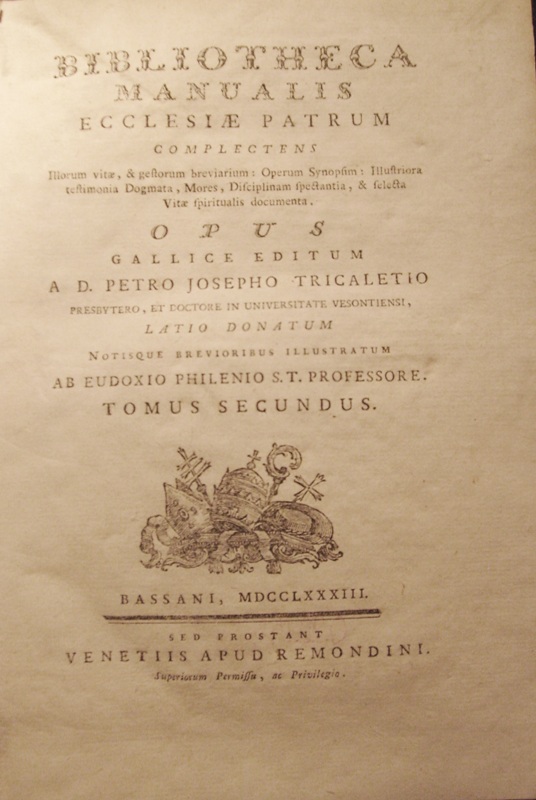 BIBLIOTHECA
MANUALIS
ECCLESIÆ PATRUM
COMPLECTENS
Illorum vitæ, & gestorum breviarium: Operum Synopsim: Illustriora
testimonia Dogmata, Mores, Disciplinam spectantia, & selecta
Vitæ spiritualis documenta.
OPUS
GALLICE EDITUM
A D. PETRO JOSEPHO TRICALETIO
PRESBYTERO, ET DOCTORE IN UNIVERSITATE VESONTIENSI,
LATIO DONATUM
NOTISQUE BREVIORIBUS ILLUSTRATUM
AB EUDOXIO PHILENIO S.T. PROFESSORE.
TOMUS SECUNDUS.
BASSANI, MDCCLXXXIII.
SED PROSTANT
VENETIIS APUD REMONDINI.
Superiorum Permissu, ac Privilegio.